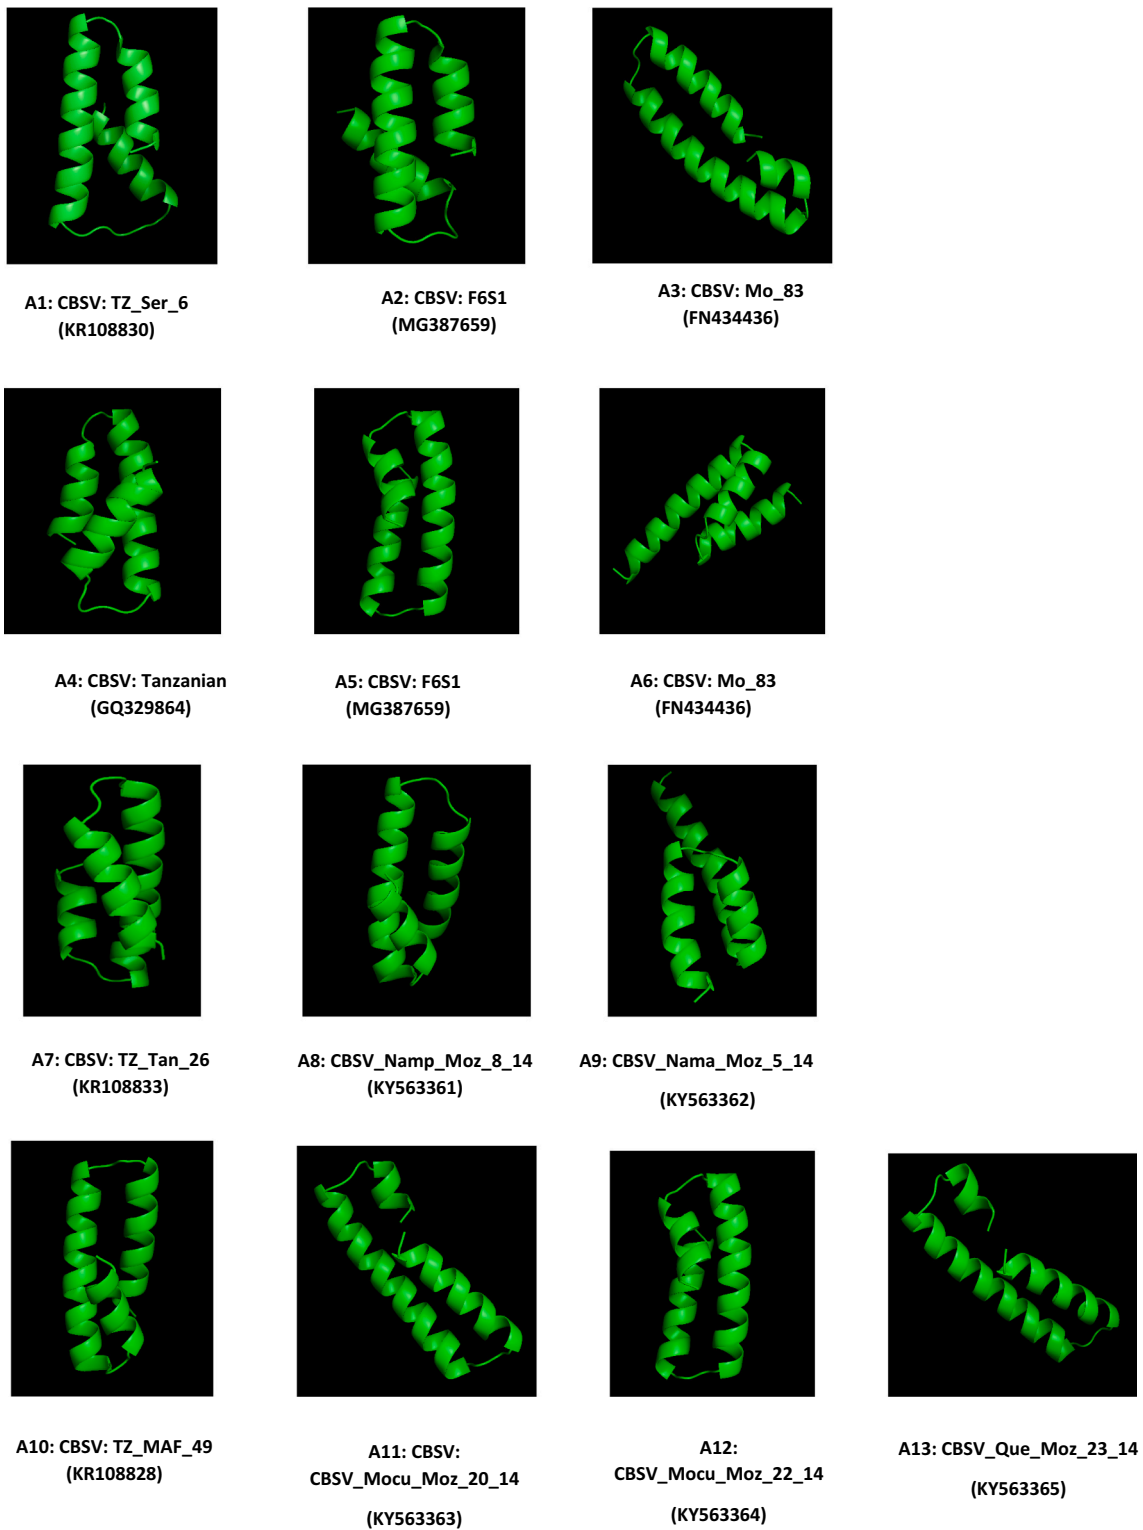 A1: CBSV: TZ_Ser_6
(KR108830)
A2: CBSV: F6S1
(MG387659)
A3: CBSV: Mo_83
(FN434436)
A4: CBSV: Tanzanian
(GQ329864)
A5: CBSV: F6S1
(MG387659)
A6: CBSV: Mo_83
(FN434436)
A7: CBSV: TZ_Tan_26
(KR108833)
A8: CBSV_Namp_Moz_8_14
(KY563361)
A9: CBSV_Nama_Moz_5_14
(KY563362)
A10: CBSV: TZ_MAF_49
(KR108828)
A11: CBSV:
CBSV_Mocu_Moz_20_14
(KY563363)
A12:
CBSV_Mocu_Moz_22_14
(KY563364)
A13: CBSV_Que_Moz_23_14
(KY563365)